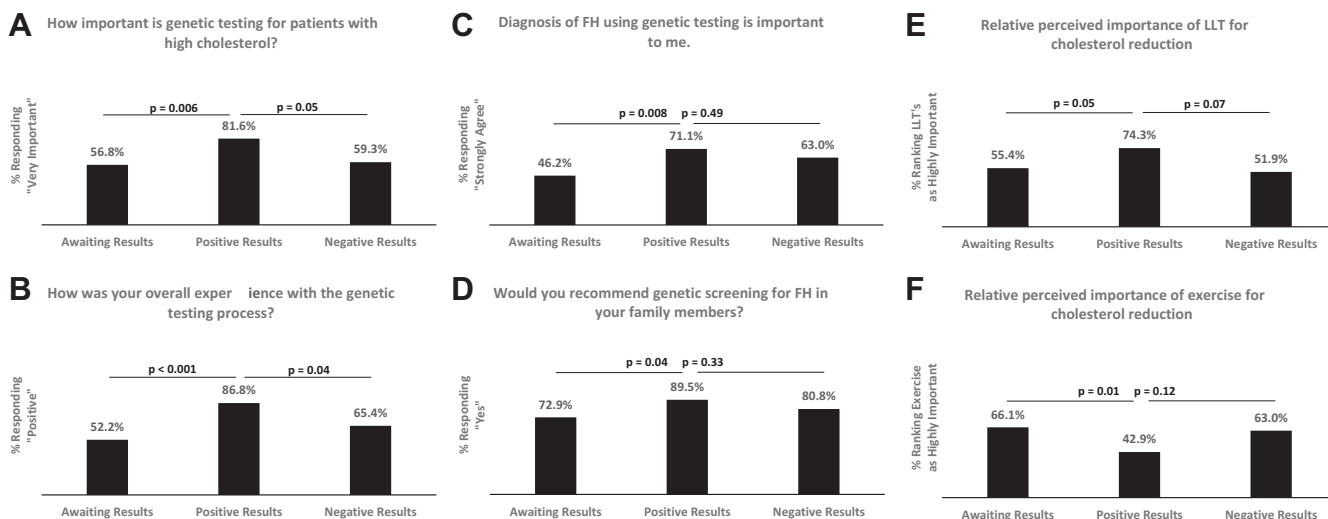 A
How important is genetic testing for patients with
high cholesterol?
% Responding
"Very Important"
p = 0.006
p = 0.05
56.8%
81.6%
59.3%
Awaiting Results
Positive Results
Negative Results
B
How was your overall exper ience with the genetic
testing process?
% Responding
"Positive"
p < 0.001
p = 0.04
52.2%
86.8%
65.4%
Awaiting Results
Positive Results
Negative Results
C
Diagnosis of FH using genetic testing is important
to me.
% Responding
"Strongly Agree"
p = 0.008
p = 0.49
46.2%
71.1%
63.0%
Awaiting Results
Positive Results
Negative Results
D
Would you recommend genetic screening for FH in
your family members?
% Responding
"Yes"
p = 0.04
p = 0.33
72.9%
89.5%
80.8%
Awaiting Results
Positive Results
Negative Results
E
Relative perceived importance of LLT for
cholesterol reduction
% Ranking LLT's
as Highly Important
p = 0.05
p = 0.07
55.4%
74.3%
51.9%
Awaiting Results
Positive Results
Negative Results
F
Relative perceived importance of exercise for
cholesterol reduction
% Ranking Exercise
as Highly Important
p = 0.01
p = 0.12
66.1%
42.9%
63.0%
Awaiting Results
Positive Results
Negative Results